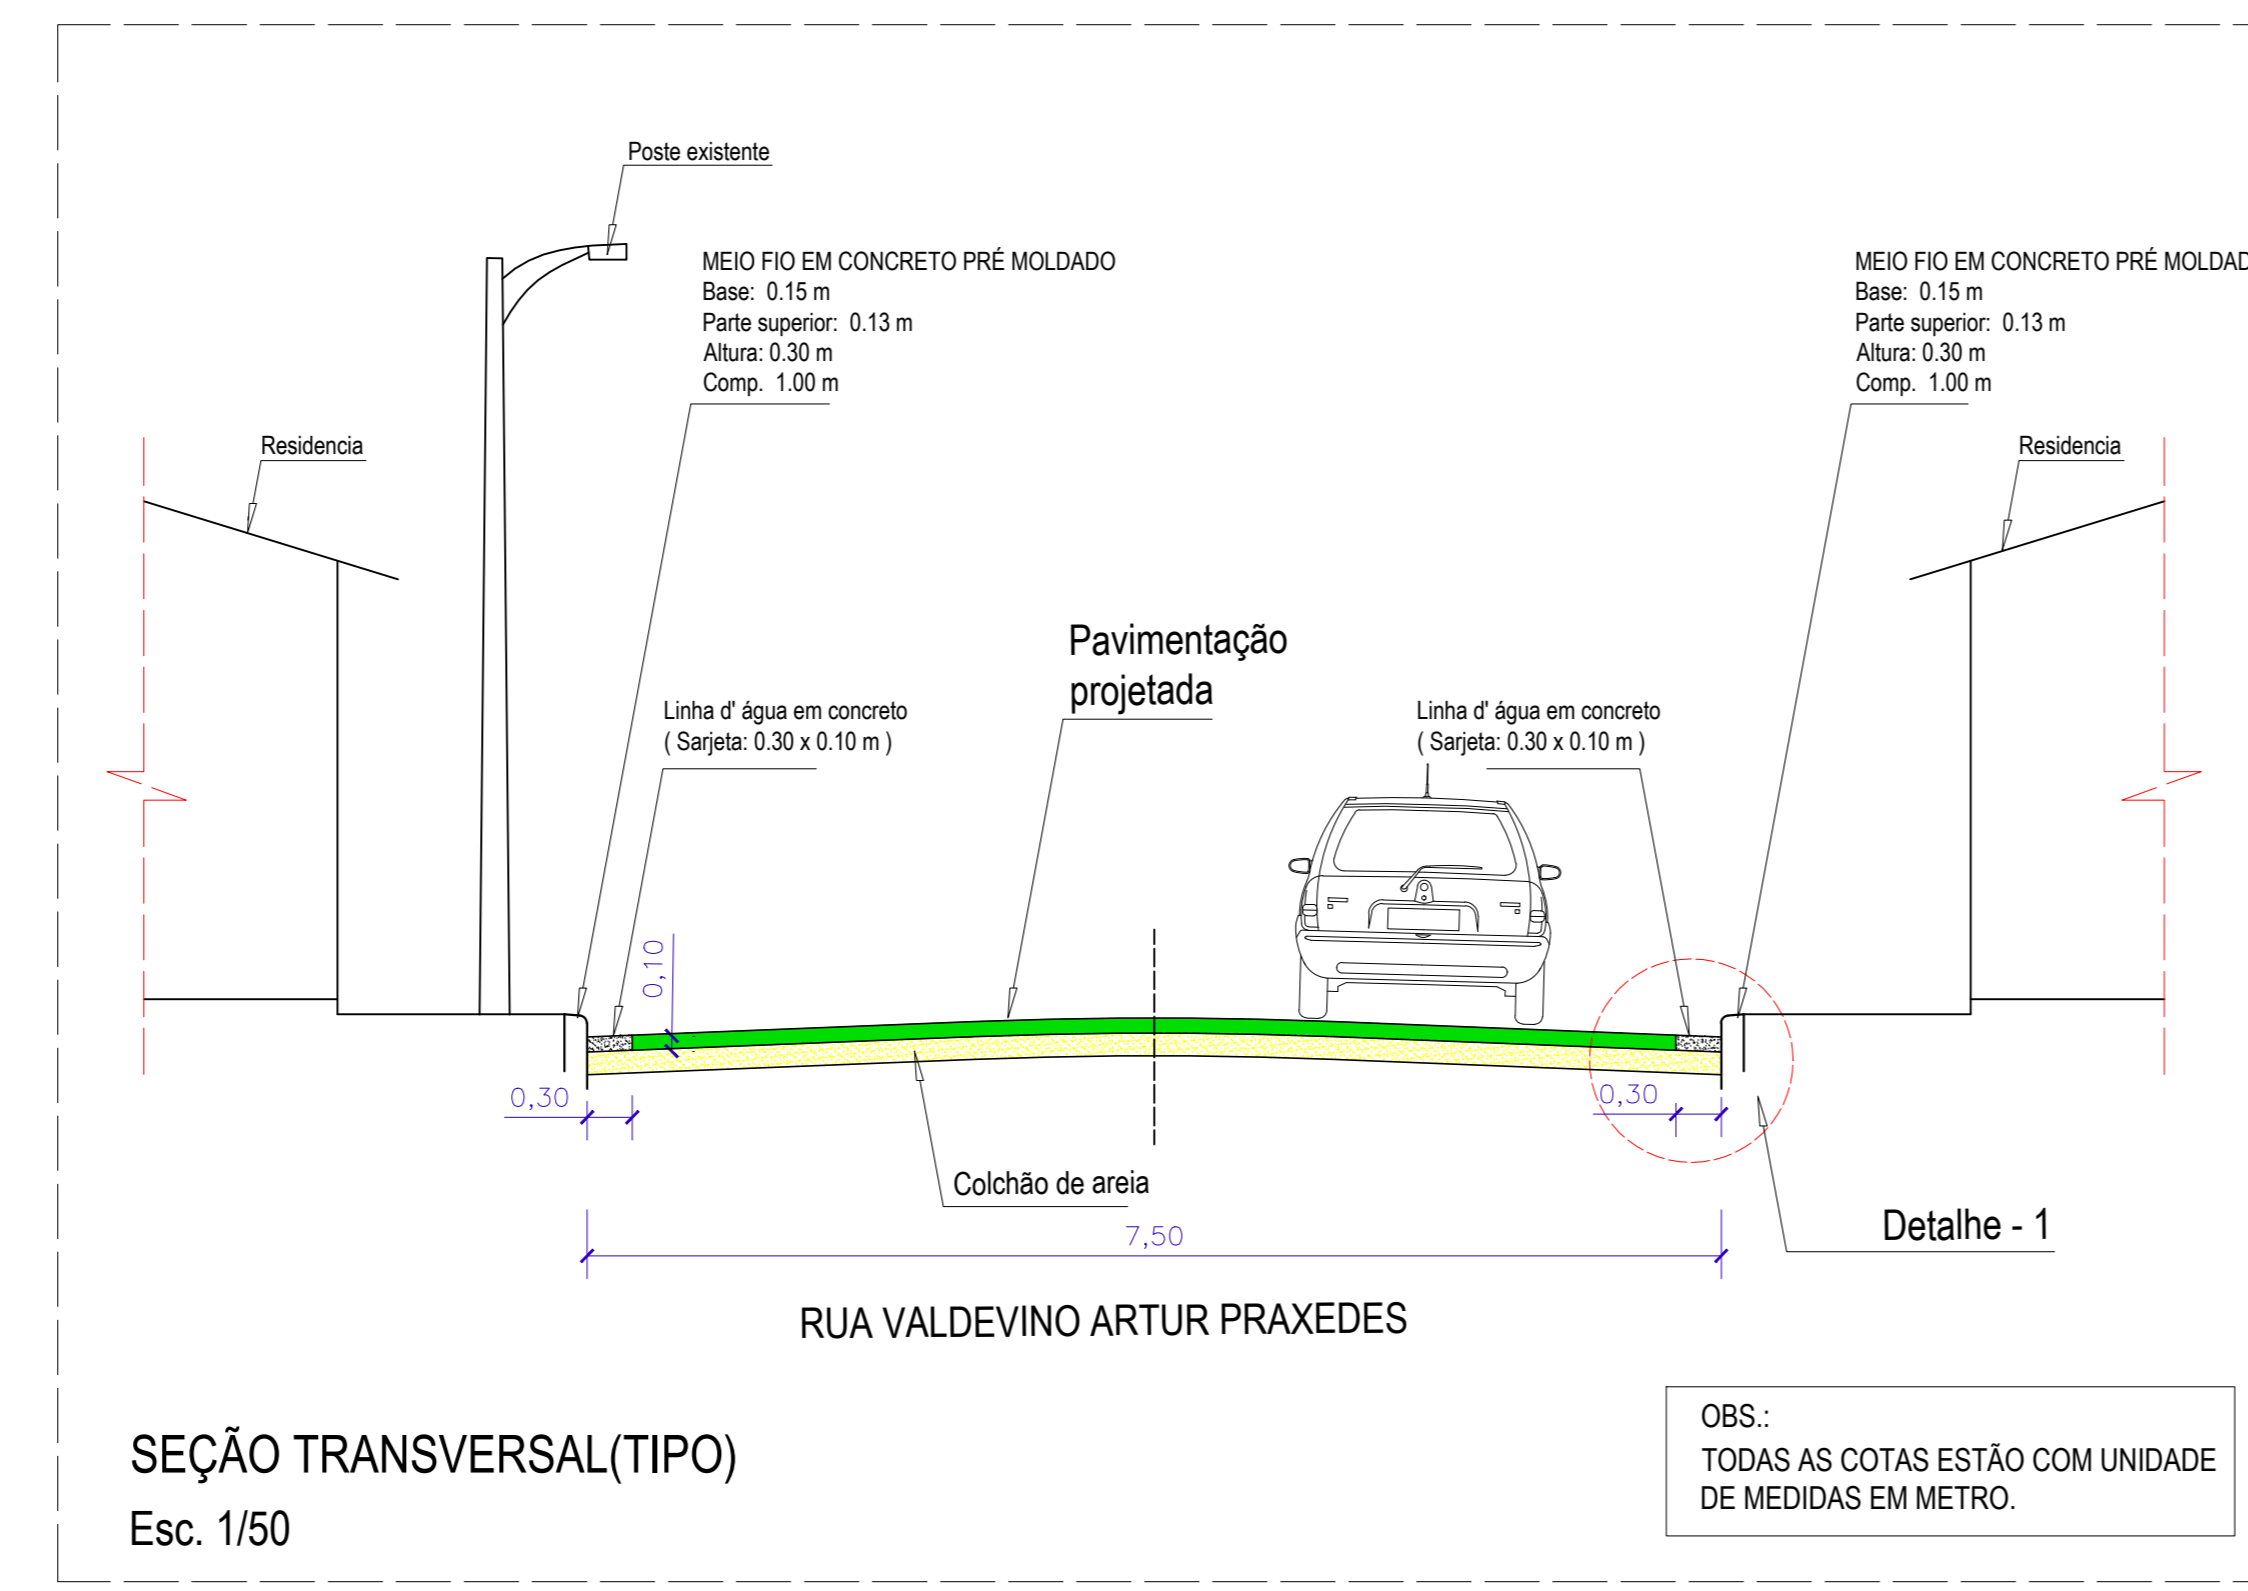 Poste existente
MEIO FIO EM CONCRETO PRÉ MOLDADO
Base: 0.15 m
Parte superior: 0.13 m
Altura: 0.30 m
Comp. 1.00 m
MEIO FIO EM CONCRETO PRÉ MOLDAD
Base: 0.15 m
Parte superior: 0.13 m
Altura: 0.30 m
Comp. 1.00 m
Residencia
Residencia
Pavimentação
projetada
Linha d' água em concreto
( Sarjeta: 0.30 x 0.10 m )
Linha d' água em concreto
( Sarjeta: 0.30 x 0.10 m )
0,10
0,30
0,30
Colchão de areia
7,50
Detalhe - 1
RUA VALDEVINO ARTUR PRAXEDES
SEÇÃO TRANSVERSAL(TIPO)
Esc. 1/50
OBS.:
TODAS AS COTAS ESTÃO COM UNIDADE
DE MEDIDAS EM METRO.